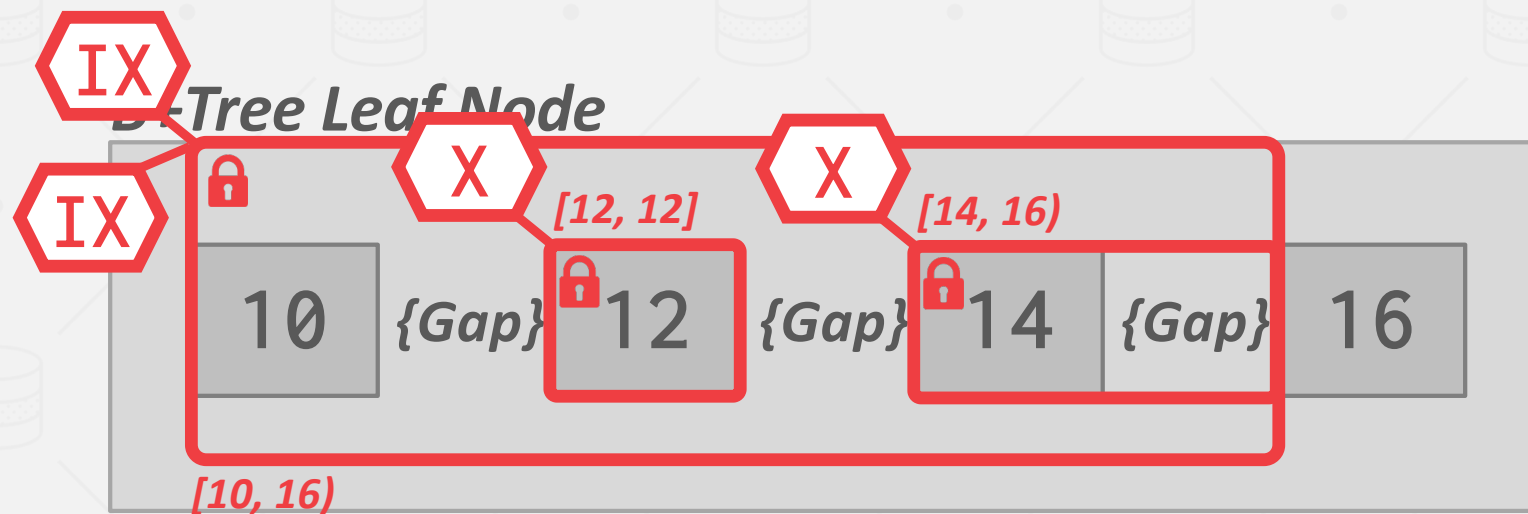 IX
-Tree Leaf Node
IX
X
[12, 12]
X
[14, 16)
10 {Gap} 12 {Gap} 14 {Gap} 16
[10, 16)